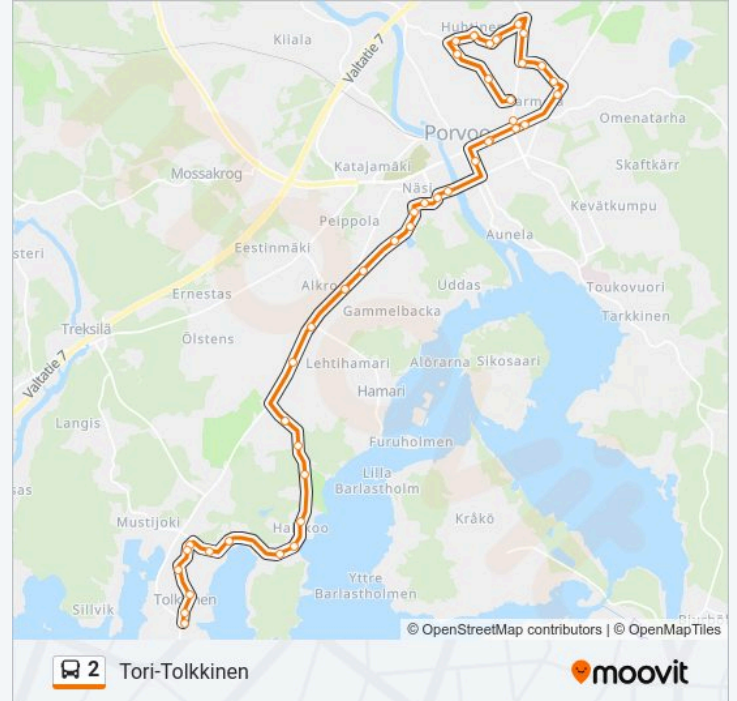 Huhtinen
Kiiala
Valtatie 7
Porvoo
Omenatarha
Katajamäki
Skaftkärr
Mossakrog
Näsi
Kevätkumpu
Peippola
Aunela
Eestinmäki
Alkro
Uddas
Toukovuori
Ernestas
Gammelbacka
Tarkkinen
Treksilä
Ölstens
Lehtihamari
Alörarna
Sikosaari
Valtatie 7
Hamari
Langis
Furuholmen
Lilla
Barlastholm
Kråkö
Mustijoki
Yttre
Barlastholmen
Sillvik
© OpenStreetMap contributors | © OpenMapTiles
2 Tori-Tolkkinen
moovit